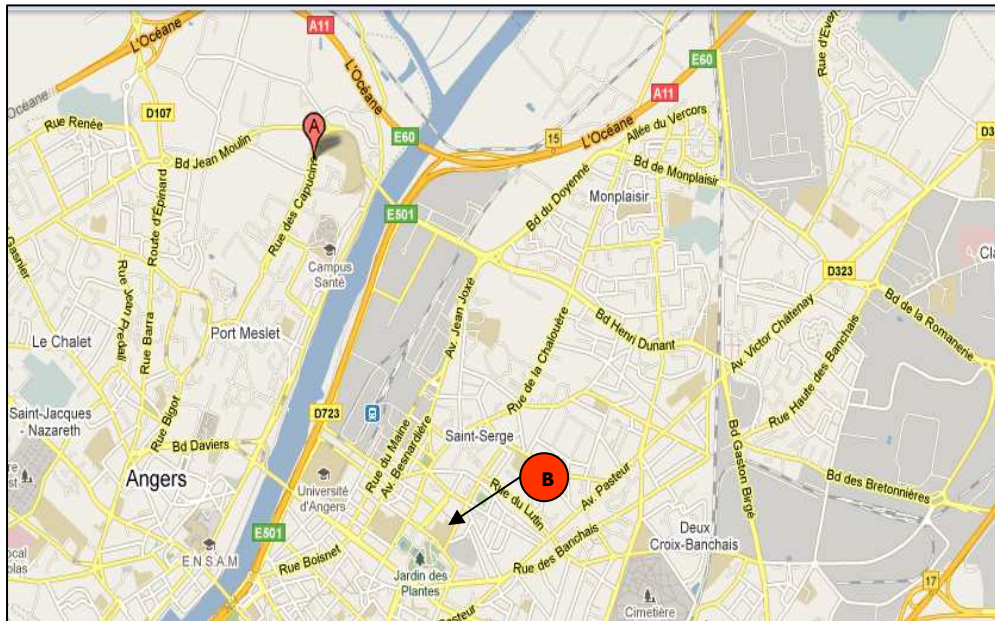 L'Océane
A11
L'Océane
E60
Rue d'Even
A11
Océane
D107
Rue Renée
A
E60
15
L'Océane
Allée du Vercors
D3
Bd Jean Moulin
Bd de Monplaisir
Bd du Doyenné
Monplaisir
Rue des Capucins
E501
Route d'Épinard
Gasnier
Campus
Santé
Cla
D323
Rue Barra
Port Meslet
Av. Jean Joxé
Rue de la Chalouère
Bd Henri Dunant
Av. Victor Châtenay
Bd de la Romanerie
Le Chalet
Rue Haute des Banchais
Saint-Jacques
- Nazareth
D723
Rue Bigot
Bd Daviers
Rue du Maine
Av. Besnardière
Saint-Serge
Bd Gaston Birgé
Angers
Université
d'Angers
B
Rue du Lutin
Av. Pasteur
Bd des Bretonnières
E501
Deux
Croix-Banchais
E.N.S.A.M
Rue Boisnet
Rue des Banchais
Jardin des
Plantes
17
Pasteur
Cimetière